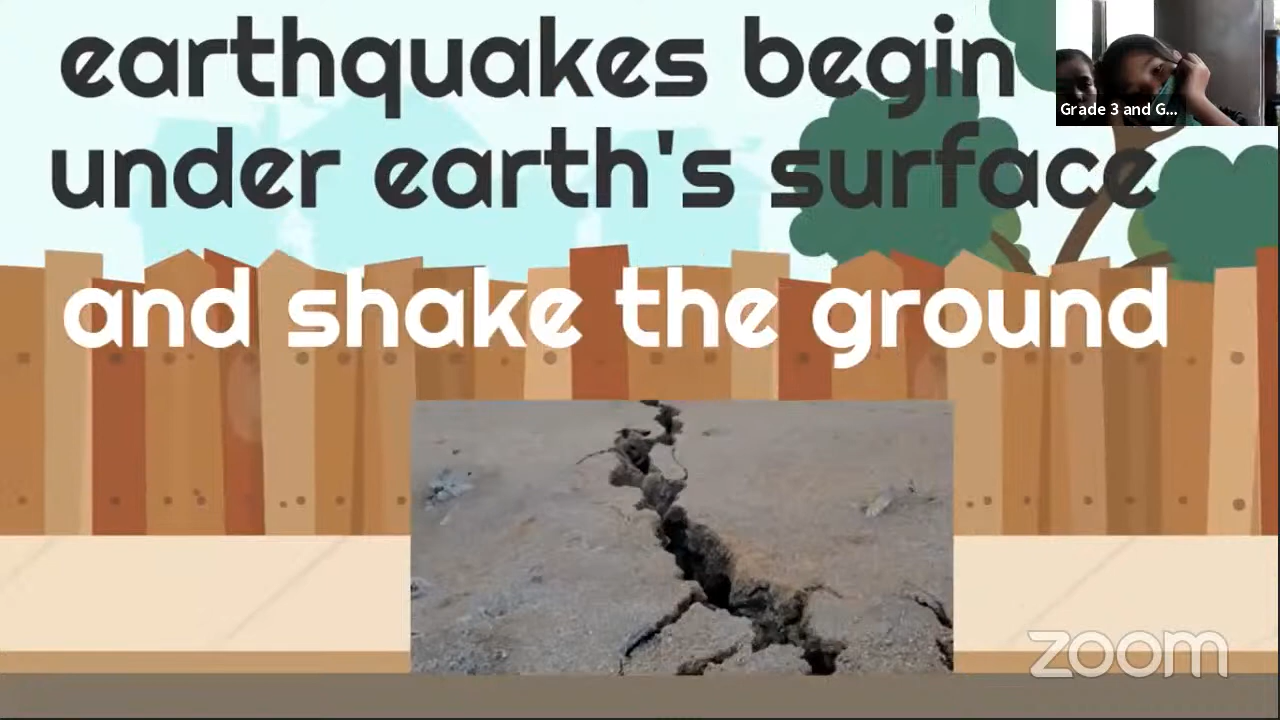 earthquakes begin
under earth's surface
and shake the ground
Grade 3 and G...
zoom